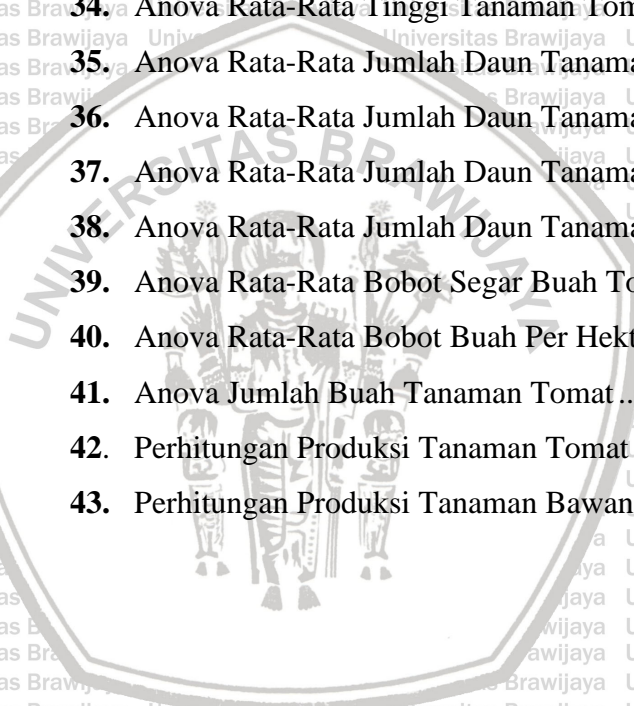 34. Anova Rata-Rata Tinggi Tanaman Tom
35. Anova Rata-Rata Jumlah Daun Tanama
36. Anova Rata-Rata Jumlah Daun Tanama
37. Anova Rata-Rata Jumlah Daun Tanama
38. Anova Rata-Rata Jumlah Daun Tanama
39. Anova Rata-Rata Bobot Segar Buah To
40. Anova Rata-Rata Bobot Buah Per Hekt
41. Anova Jumlah Buah Tanaman Tomat ..
42. Perhitungan Produksi Tanaman Tomat
43. Perhitungan Produksi Tanaman Bawan
UNIVERSITAS BRAWIJAYA